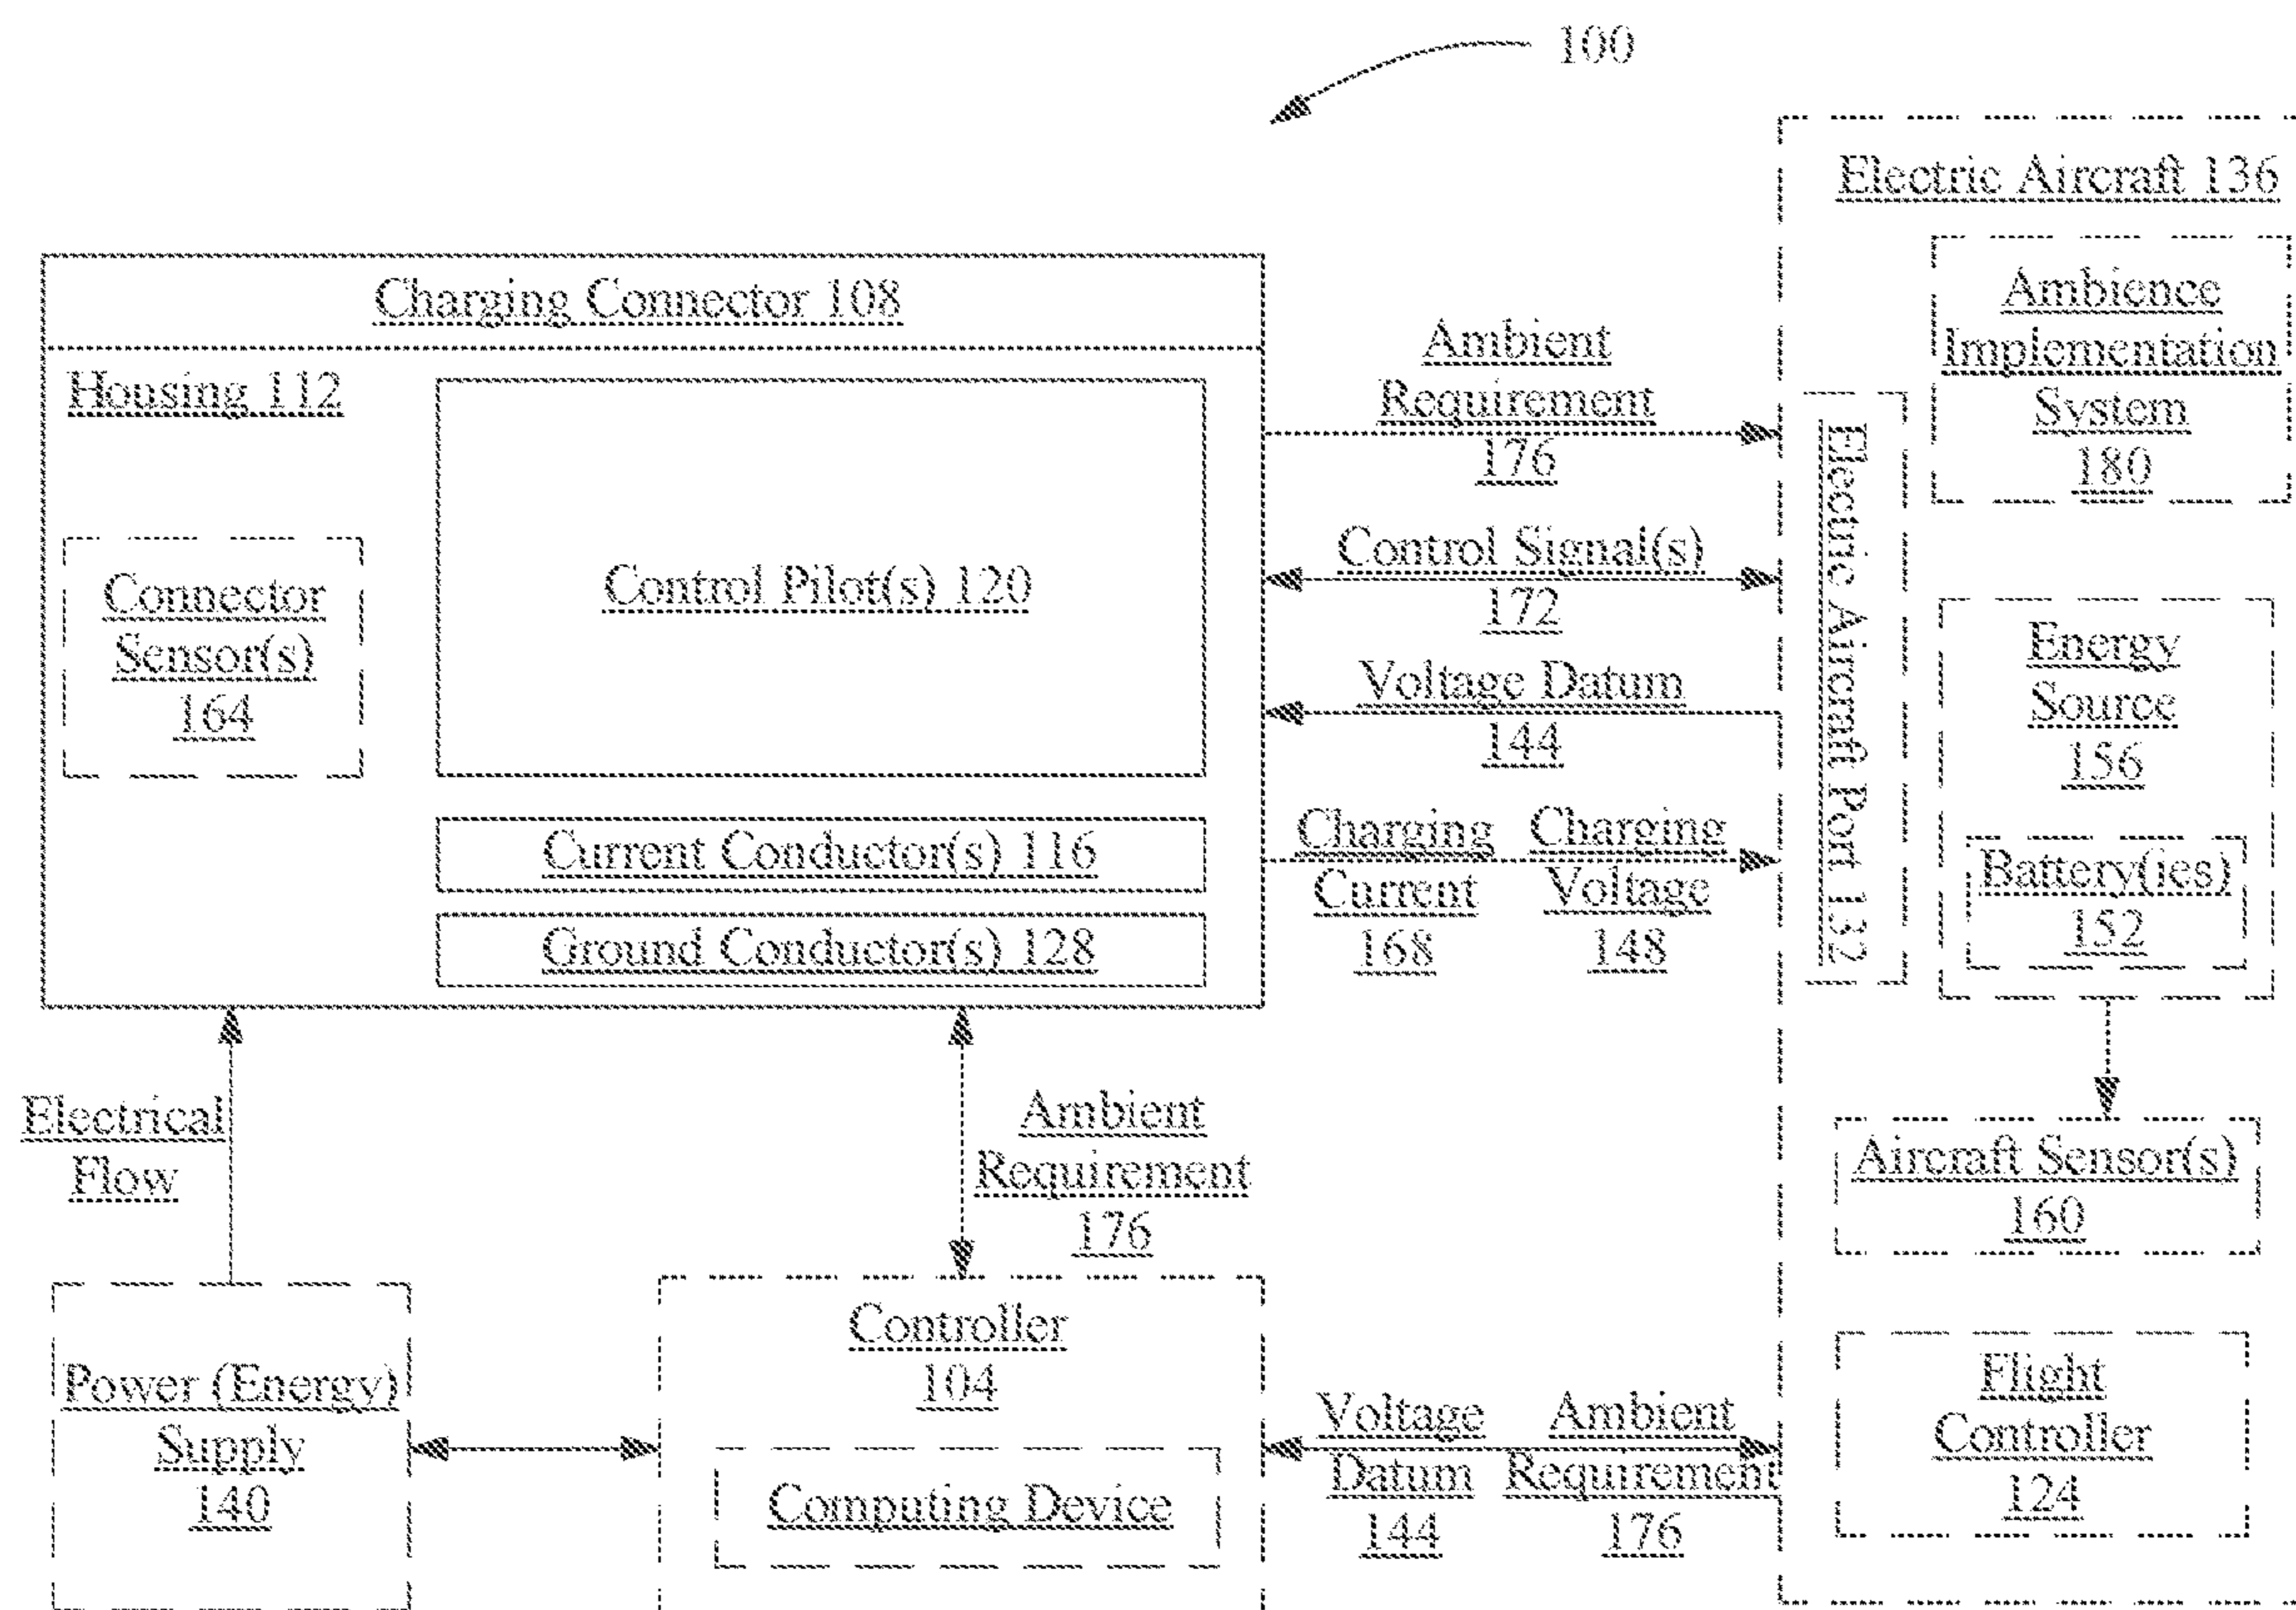 100
Electric Aircraft 136
Ambience
Implementation
System
180
Charging Connector 108
Housing 112
Control Pilot(s) 120
Connector
Sensor(s)
164
Current Conductor(s) 116
Ground Conductor(s) 128
Ambient
Requirement
176
Control Signal(s)
172
Voltage Datum
144
Charging
Current
168
Charging
Voltage
148
Electric Aircraft Port 132
Energy
Source
156
Battery(ies)
152
Aircraft Sensor(s)
160
Flight
Controller
124
Electrical
Flow
Ambient
Requirement
176
Power (Energy)
Supply
140
Controller
104
Computing Device
Voltage
Datum
144
Ambient
Requirement
176